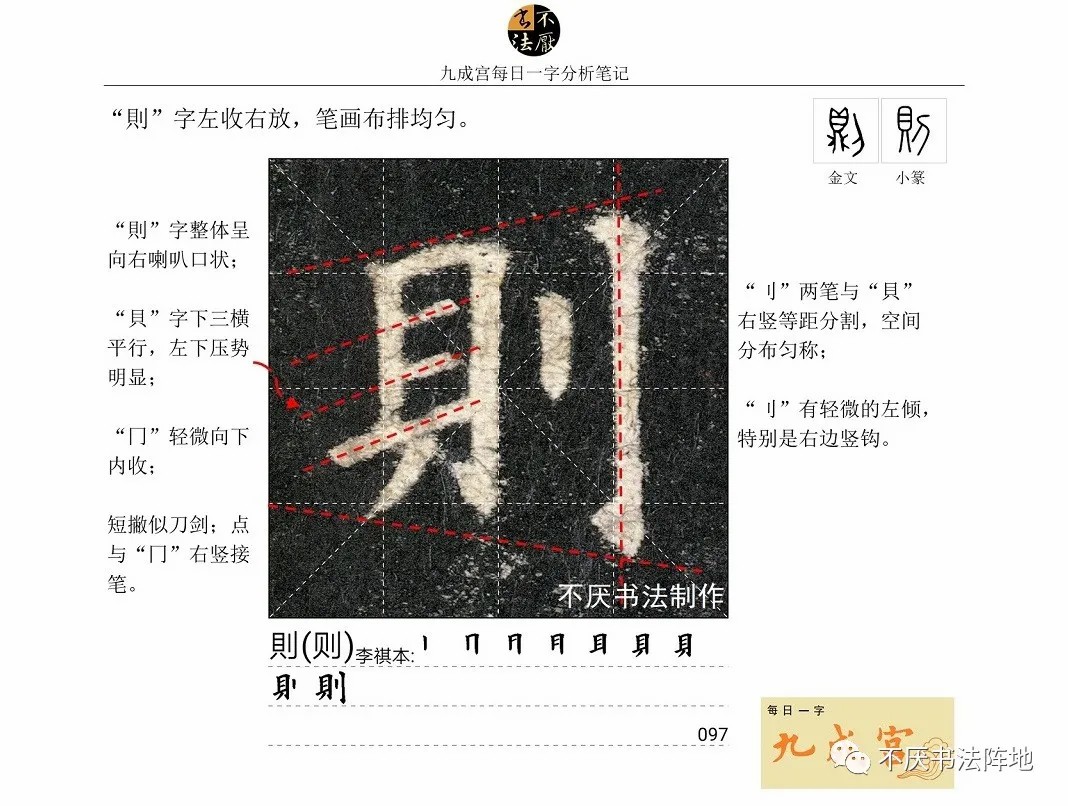 不厭書法
九成宫每日一字分析笔记
“則”字左收右放，笔画布排均匀。
金文
小篆
“則”字整体呈
向右喇叭口状；
“貝”字下三横
平行，左下压势
明显；
“冂”轻微向下
内收；
短撇似刀剑；点
与“冂”右竖接
笔。
則
“刂”两笔与“貝”
右竖等距分割，空间
分布匀称；
“刂”有轻微的左倾，
特别是右边竖钩。
不厌书法制作
則(则)李祺本:
097
每日一字
九成宫
不厌书法阵地